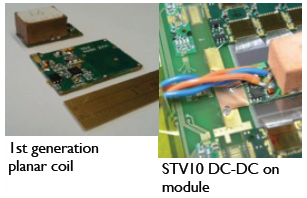 1st generation
planar coil
STV10 DC-DC on
module